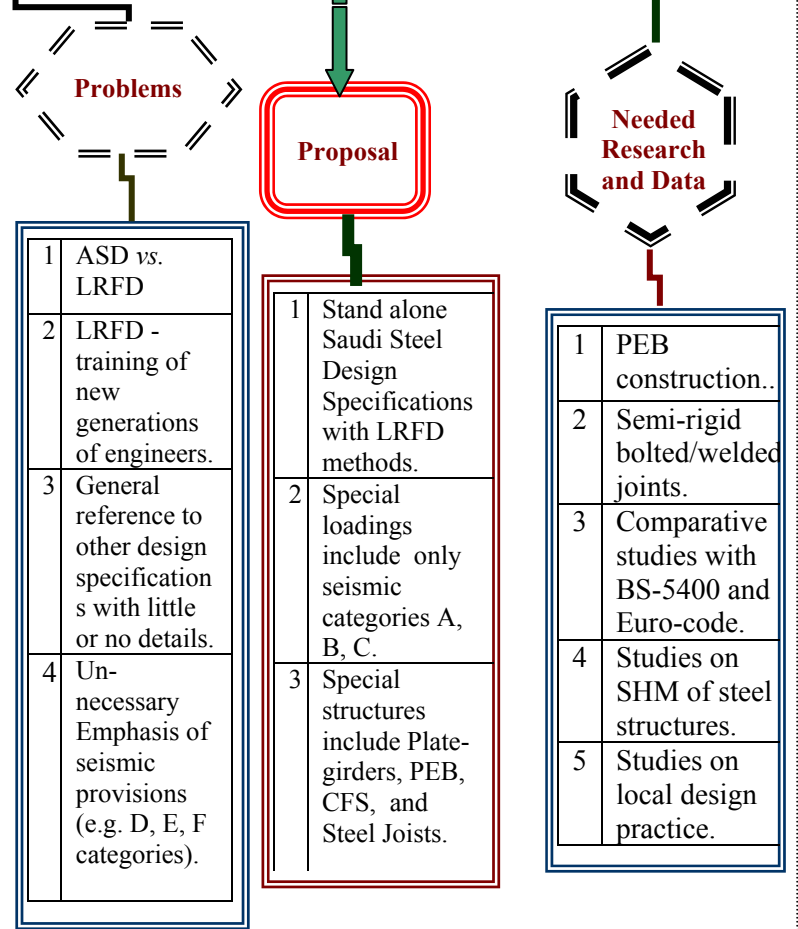 Problems
1 ASD vs.
LRFD
2 LRFD -
training of
new
generations
of engineers.
3 General
reference to
other design
specification
s with little
or no details.
4 Un-
necessary
Emphasis of
seismic
provisions
(e.g. D, E, F
categories).
Proposal
1 Stand alone
Saudi Steel
Design
Specifications
with LRFD
methods.
2 Special
loadings
include only
seismic
categories A,
B, C.
3 Special
structures
include Plate-
girders, PEB,
CFS, and
Steel Joists.
Needed
Research
and Data
1 PEB
construction..
2 Semi-rigid
bolted/welded
joints.
3 Comparative
studies with
BS-5400 and
Euro-code.
4 Studies on
SHM of steel
structures.
5 Studies on
local design
practice.